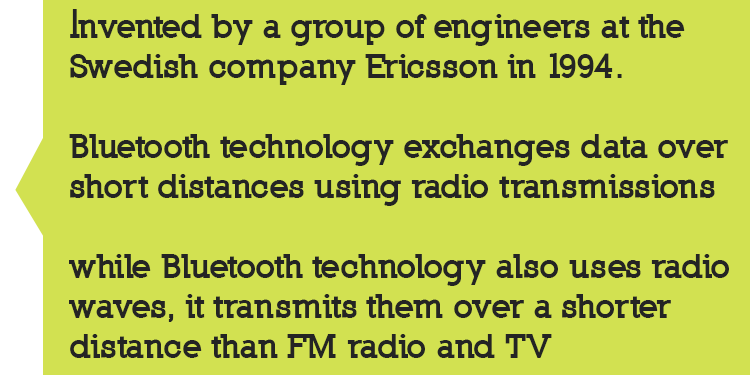 Invented by a group of engineers at the
Swedish company Ericsson in 1994.
Bluetooth technology exchanges data over
short distances using radio transmissions
while Bluetooth technology also uses radio
waves, it transmits them over a shorter
distance than FM radio and TV